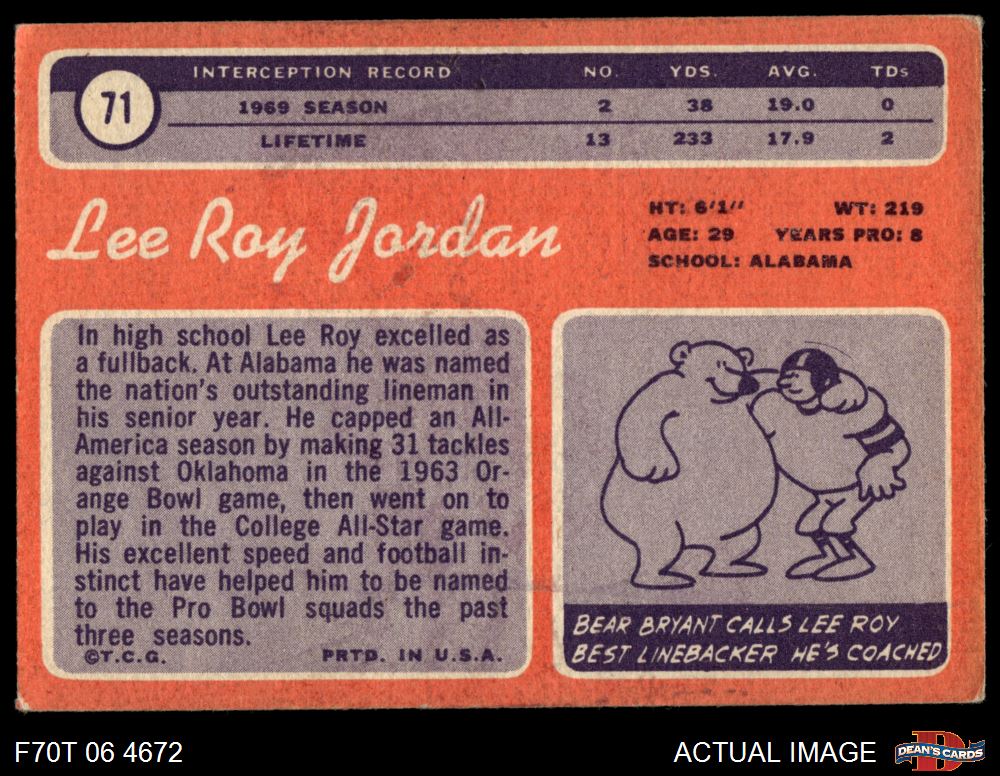 71
INTERCEPTION RECORD NO. YDS. AVG. TDs
1969 SEASON 2 38 19.0 0
LIFETIME 13 233 17.9 2
Lee Roy Jordan
HT: 6'1" WT: 219
AGE: 29 YEARS PRO: 8
SCHOOL: ALABAMA
In high school Lee Roy excelled as
a fullback. At Alabama he was named
the nation's outstanding lineman in
his senior year. He capped an All-
America season by making 31 tackles
against Oklahoma in the 1963 Or-
ange Bowl game, then went on to
play in the College All-Star game.
His excellent speed and football in-
stinct have helped him to be named
to the Pro Bowl squads the past
three seasons.
©T.C.G. PRTD. IN U.S.A.
BEAR BRYANT CALLS LEE ROY
BEST LINEBACKER HE'S COACHED
F70T 06 4672
ACTUAL IMAGE
D
DEAN'S CARDS